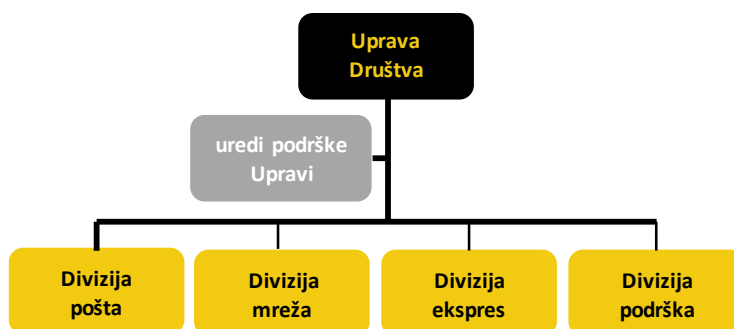 Uprava
Društva
uredi podrške
Upravi
Divizija
pošta
Divizija
mreža
Divizija
ekspres
Divizija
podrška